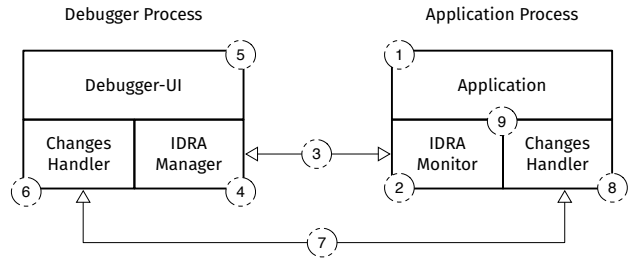 Debugger Process
Application Process
5
1
Debugger-UI
Application
9
Changes
Handler
IDRA
Manager
3
IDRA
Monitor
Changes
Handler
6
4
2
8
7